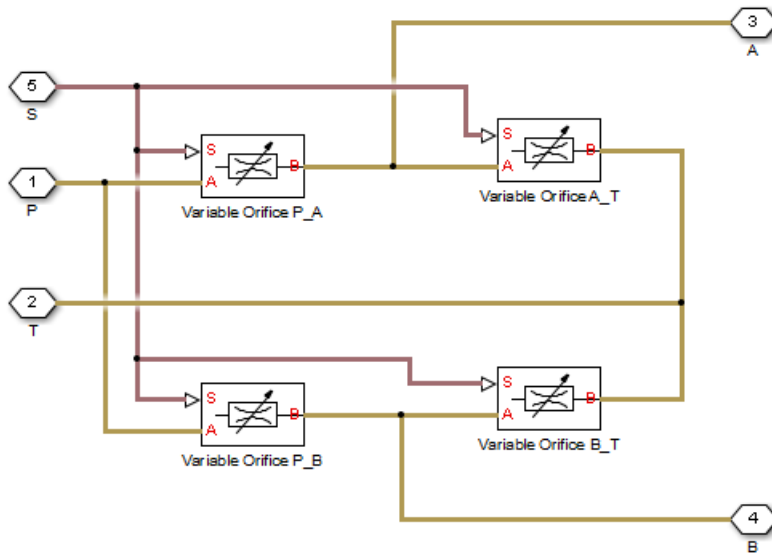 3
A
5
S
S
A
B
Variable Orifice P_A
S
A
B
Variable Orifice A_T
1
P
2
T
S
A
B
Variable Orifice P_B
S
A
B
Variable Orifice B_T
4
B